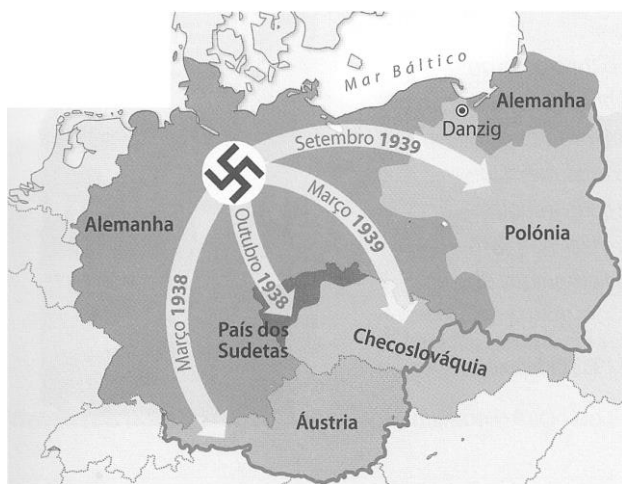 Mar Báltico
Alemanha
Danzig
Setembro 1939
Alemanha
Março 1939
Polónia
Outubro 1938
Março 1938
País dos
Sudetas
Checoslováquia
Áustria